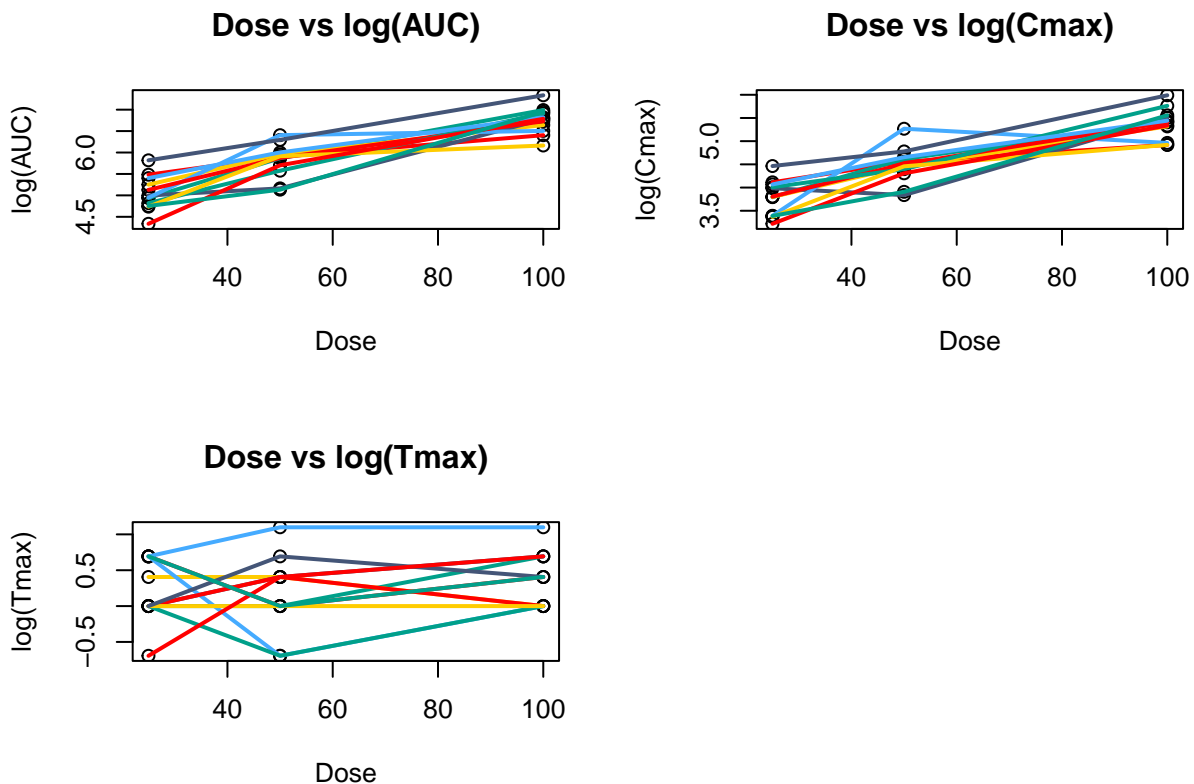 Dose vs log(AUC)
log(AUC)
4.5 6.0
40 60 80 100
Dose
Dose vs log(Cmax)
log(Cmax)
3.5 5.0
40 60 80 100
Dose
Dose vs log(Tmax)
log(Tmax)
−0.5 0.5
40 60 80 100
Dose